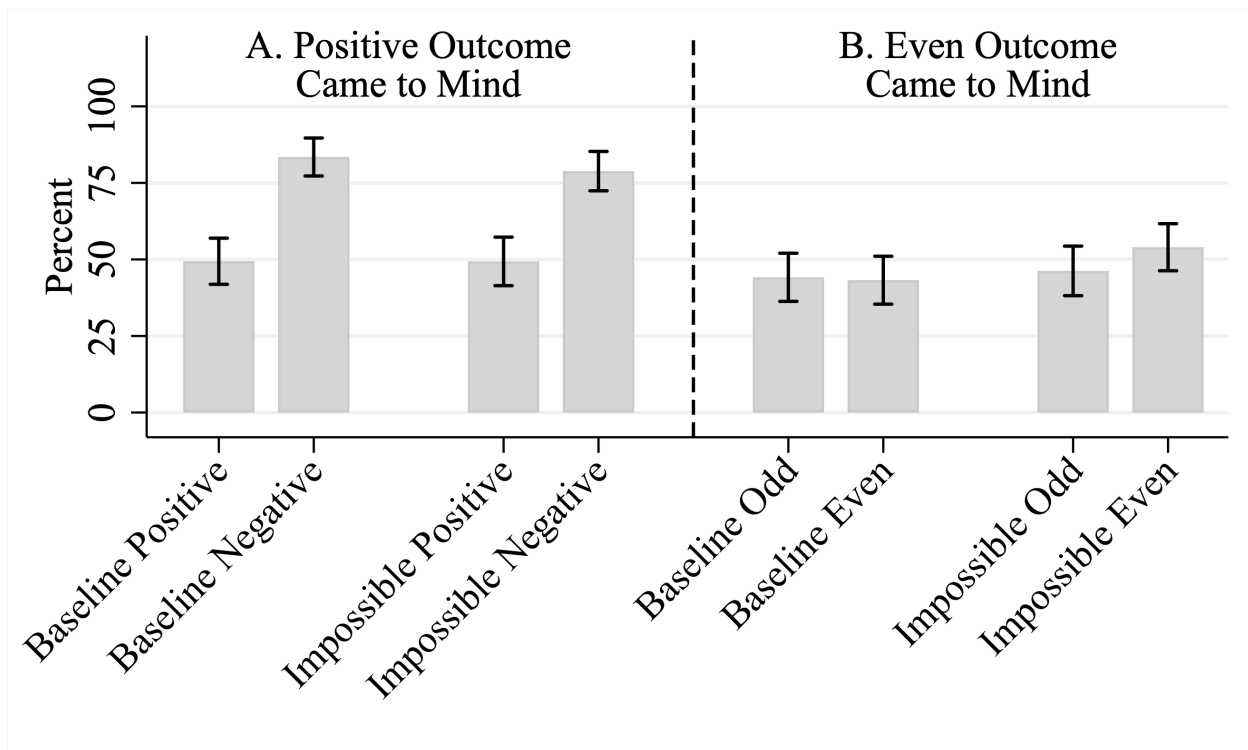 A. Positive Outcome
Came to Mind
B. Even Outcome
Came to Mind
Percent
100
75
50
25
0
Baseline Positive
Baseline Negative
Impossible Positive
Impossible Negative
Baseline Odd
Baseline Even
Impossible Odd
Impossible Even